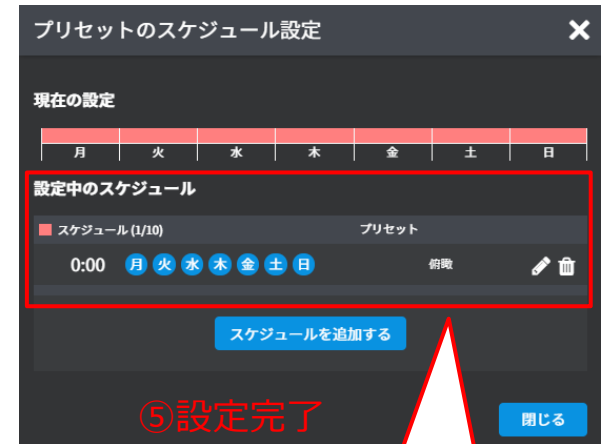 プリセットのスケジュール設定
現在の設定
月 火 水 木 金 土 日
設定中のスケジュール
スケジュール (1/10) プリセット
0:00 月 火 水 木 金 土 日 俯瞰
スケジュールを追加する
⑤設定完了
閉じる